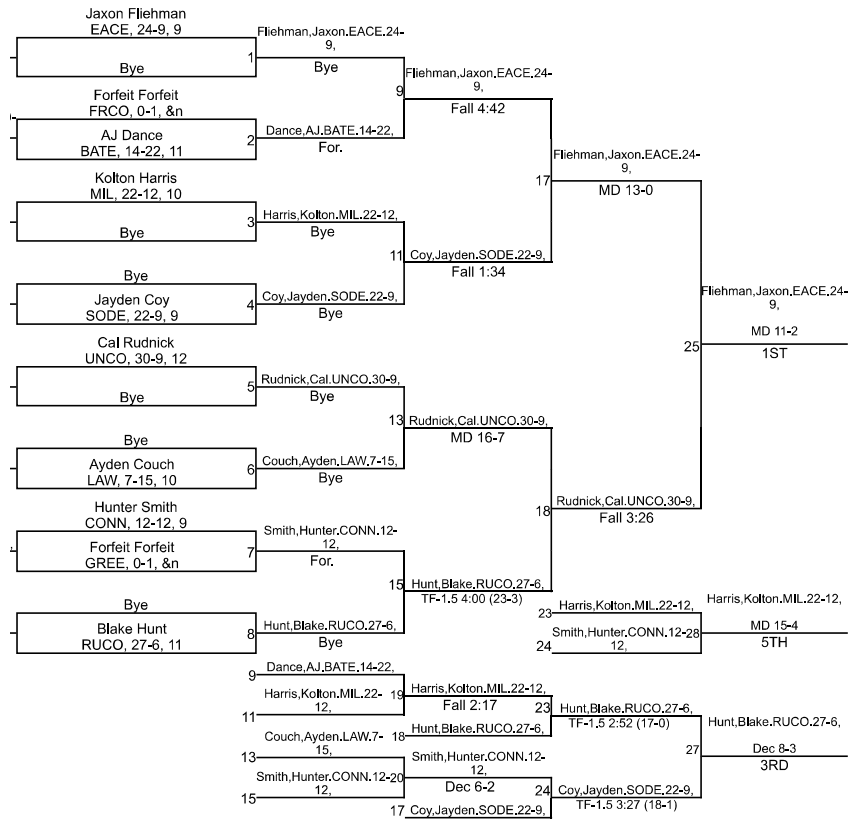 Jaxon Fliehman
EACE, 24-9, 9
Bye
1
Fliehman,Jaxon.EACE.24-
9,
Bye
Forfeit Forfeit
FRCO, 0-1, &n
AJ Dance
BATE, 14-22, 11
2
Dance,AJ.BATE.14-22,
For.
9
Fliehman,Jaxon.EACE.24-
9,
Fall 4:42
Kolton Harris
MIL, 22-12, 10
Bye
3
Harris,Kolton.MIL.22-12,
Bye
Bye
Jayden Coy
SODE, 22-9, 9
4
Coy,Jayden.SODE.22-9,
Bye
11
Coy,Jayden.SODE.22-9,
Fall 1:34
17
Fliehman,Jaxon.EACE.24-
9,
MD 13-0
Cal Rudnick
UNCO, 30-9, 12
Bye
5
Rudnick,Cal.UNCO.30-9,
Bye
Bye
Ayden Couch
LAW, 7-15, 10
6
Couch,Ayden.LAW.7-15,
Bye
13
Rudnick,Cal.UNCO.30-9,
MD 16-7
Hunter Smith
CONN, 12-12, 9
Forfeit Forfeit
GREE, 0-1, &n
7
Smith,Hunter.CONN.12-
12,
For.
Bye
Blake Hunt
RUCO, 27-6, 11
8
Hunt,Blake.RUCO.27-6,
Bye
15
Hunt,Blake.RUCO.27-6,
TF-1.5 4:00 (23-3)
18
Rudnick,Cal.UNCO.30-9,
Fall 3:26
25
Fliehman,Jaxon.EACE.24-
9,
MD 11-2
1ST
23
Harris,Kolton.MIL.22-12,
24
Smith,Hunter.CONN.12-
12,
28
Harris,Kolton.MIL.22-12,
MD 15-4
5TH
9
Dance,AJ.BATE.14-22,
11
Harris,Kolton.MIL.22-
12,
19
Harris,Kolton.MIL.22-12,
Fall 2:17
18
Hunt,Blake.RUCO.27-6,
23
Hunt,Blake.RUCO.27-6,
TF-1.5 2:52 (17-0)
13
Couch,Ayden.LAW.7-
15,
15
Smith,Hunter.CONN.12-
12,
20
Smith,Hunter.CONN.12-
12,
Dec 6-2
17
Coy,Jayden.SODE.22-9,
24
Coy,Jayden.SODE.22-9,
TF-1.5 3:27 (18-1)
27
Hunt,Blake.RUCO.27-6,
Dec 8-3
3RD